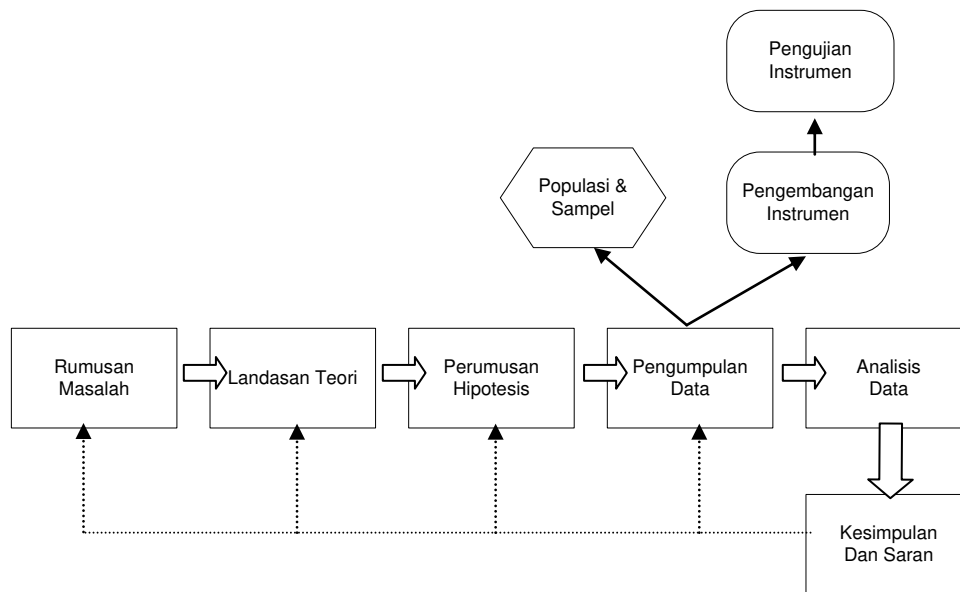 Pengujian
Instrumen
Populasi &
Sampel
Pengembangan
Instrumen
Rumusan
Masalah
Landasan Teori
Perumusan
Hipotesis
Pengumpulan
Data
Analisis
Data
Kesimpulan
Dan Saran